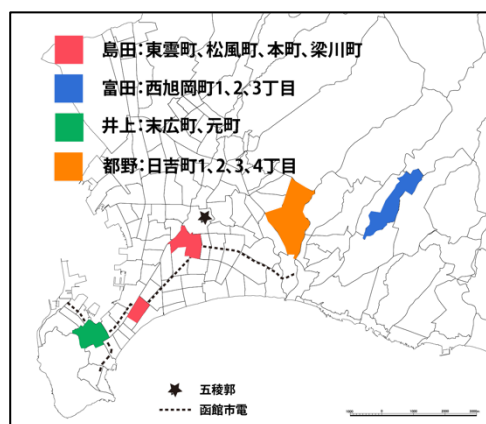 島田：東雲町、松風町、本町、梁川町
富田：西旭岡町1、2、3丁目
井上：末広町、元町
都野：日吉町1、2、3、4丁目
五稜郭
函館市電